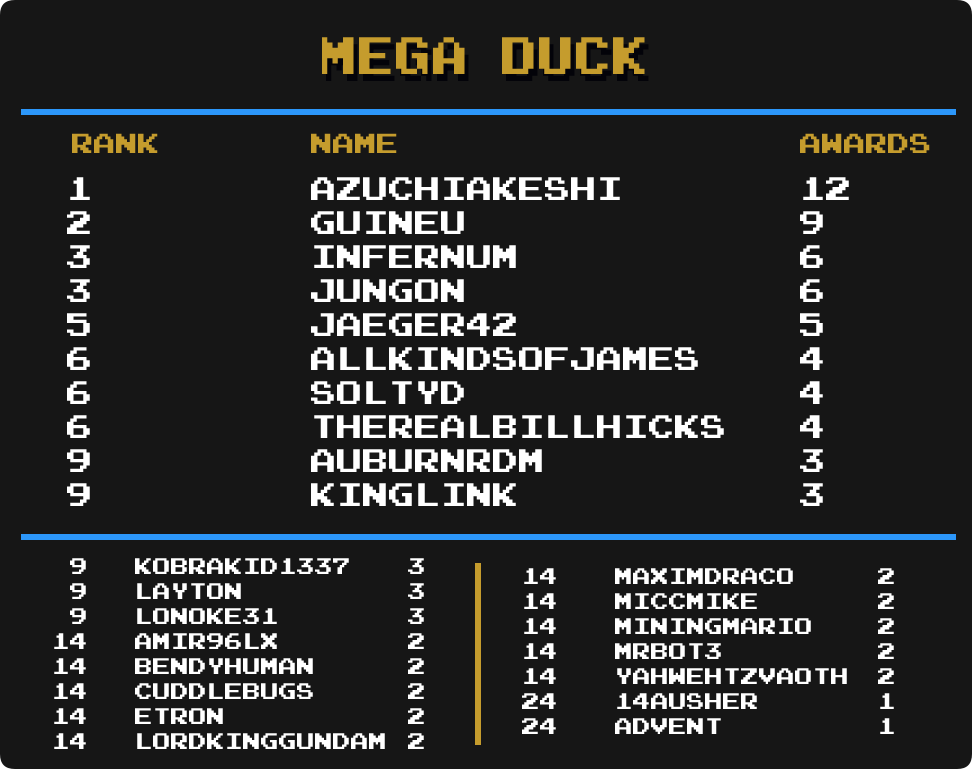 MEGA DUCK
RANK NAME AWARDS
1 AZUCHIAKESHI 12
2 GUINEU 9
3 INFERNUM 6
3 JUNGON 6
5 JAEGER42 5
6 ALLKINDSOFJAMES 4
6 SOLTYD 4
6 THEREALBILLHICKS 4
9 AUBURNRDM 3
9 KINGLINK 3
9 KOBRAKID1337 3
9 LAYTON 3
9 LONOKE31 3
14 AMIR96LX 2
14 BENDYHUMAN 2
14 CUDDLEBUGS 2
14 ETRON 2
14 LORDKINGGUNDAM 2
14 MAXIMDRACO 2
14 MICCMIKE 2
14 MININGMARIO 2
14 MRBOT3 2
14 YAHWEHTZVAOTH 2
24 14AUSHER 1
24 ADVENT 1